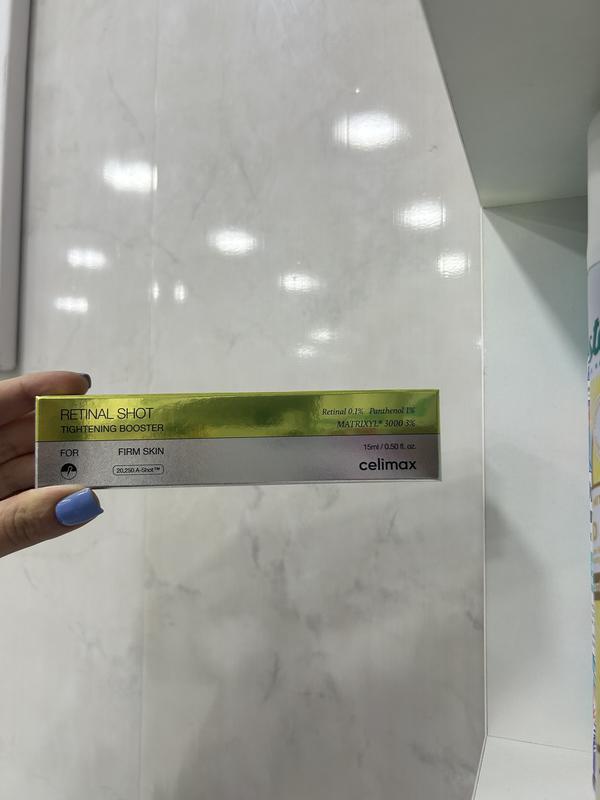 RETINAL SHOT
TIGHTENING BOOSTER
Retinal 0.1% Panthenol 1%
MATRIXYL® 3000 3%
FOR FIRM SKIN
20,250 A-Shot™
15ml / 0.50 fl. oz.
celimax